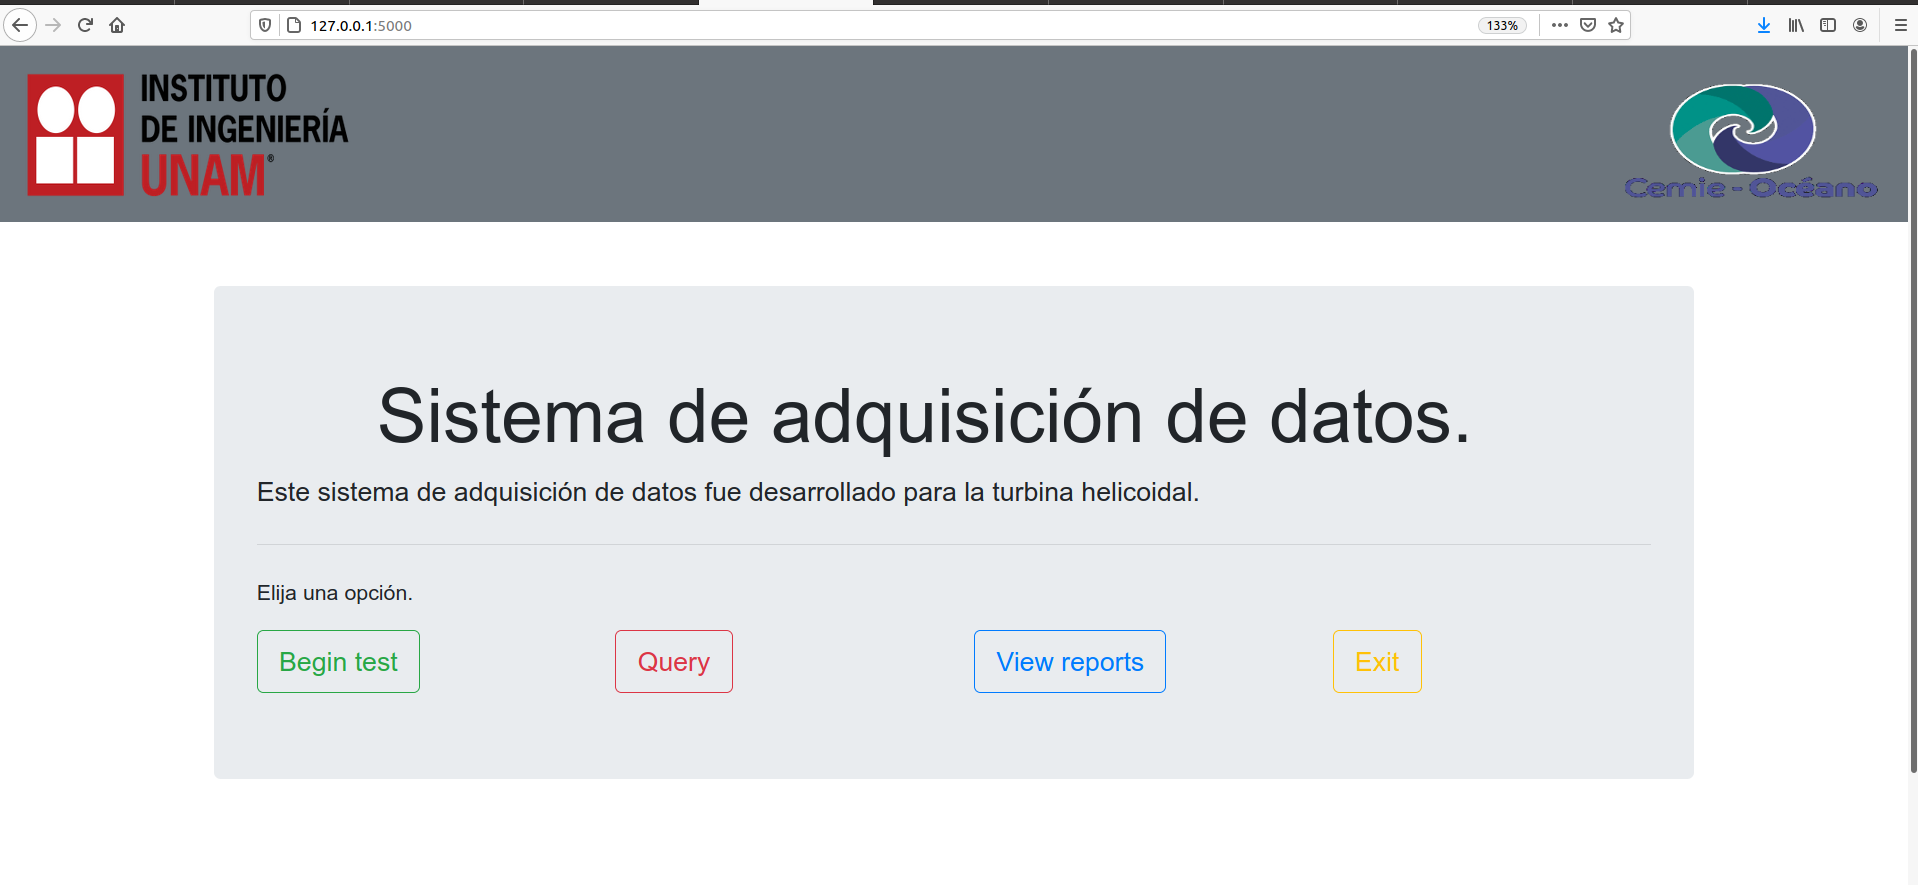 127.0.0.1:5000
133%
INSTITUTO
DE INGENIERÍA
UNAM®
Cemie - Océano
Sistema de adquisición de datos.
Este sistema de adquisición de datos fue desarrollado para la turbina helicoidal.
Elija una opción.
Begin test
Query
View reports
Exit